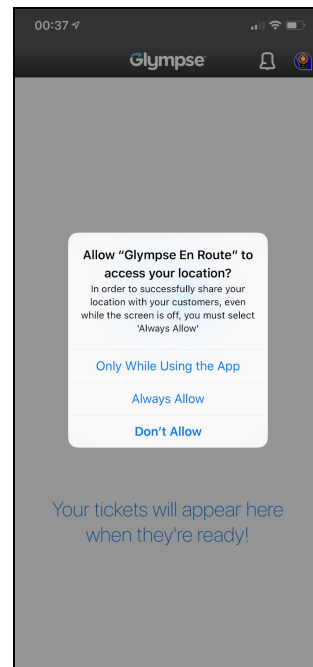 00:37
Glympse
Allow “Glympse En Route” to
access your location?
In order to successfully share your
location with your customers, even
while the screen is off, you must select
'Always Allow'
Only While Using the App
Always Allow
Don’t Allow
Your tickets will appear here
when they're ready!